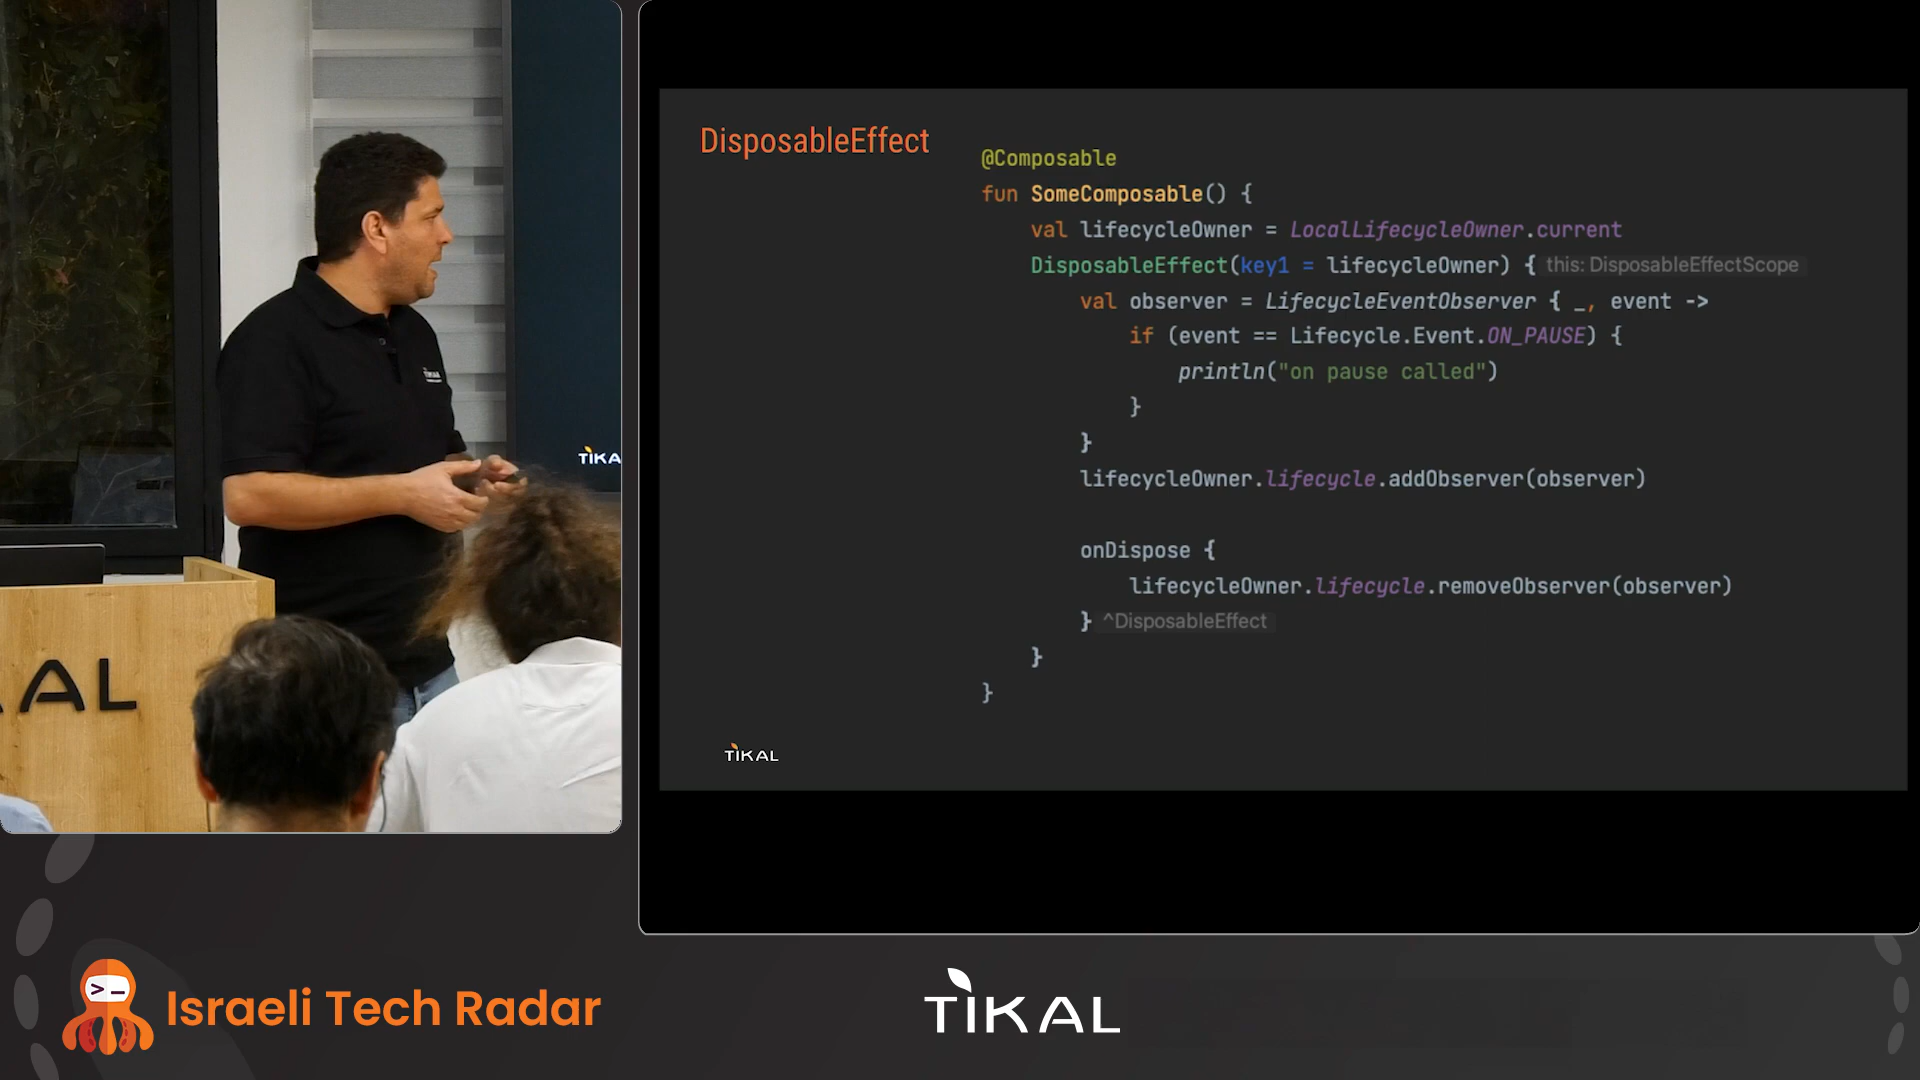 TIKAL
TIKA
KAL
DisposableEffect
@Composable
fun SomeComposable() {
val lifecycleOwner = LocalLifecycleOwner.current
DisposableEffect(key1 = lifecycleOwner) { this: DisposableEffectScope
val observer = LifecycleEventObserver { _, event ->
if (event == Lifecycle.Event.ON_PAUSE) {
println("on pause called")
}
}
lifecycleOwner.lifecycle.addObserver(observer)
onDispose {
lifecycleOwner.lifecycle.removeObserver(observer)
} ^DisposableEffect
}
}
TIKAL
>_
Israeli Tech Radar
TIKAL